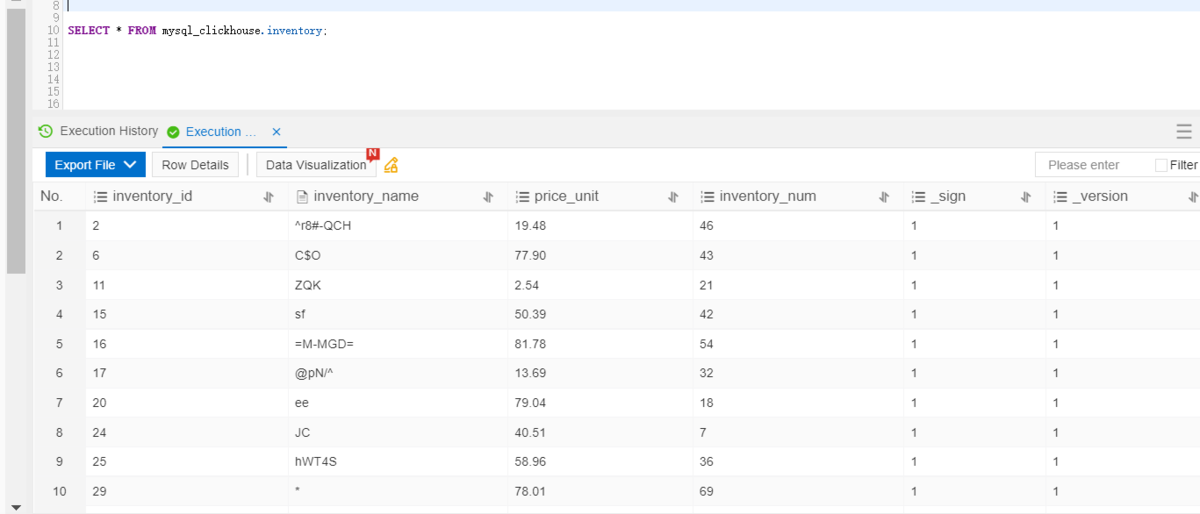 8
9
10 SELECT * FROM mysql_clickhouse.inventory;
11
12
13
14
15
16
Execution History Execution ... ×
Export File Row Details Data Visualization N Please enter Filter
No. inventory_id inventory_name price_unit inventory_num _sign _version
1 2 ^r8#-QCH 19.48 46 1 1
2 6 C$O 77.90 43 1 1
3 11 ZQK 2.54 21 1 1
4 15 sf 50.39 42 1 1
5 16 =M-MGD= 81.78 54 1 1
6 17 @pN/^ 13.69 32 1 1
7 20 ee 79.04 18 1 1
8 24 JC 40.51 7 1 1
9 25 hWT4S 58.96 36 1 1
10 29 * 78.01 69 1 1